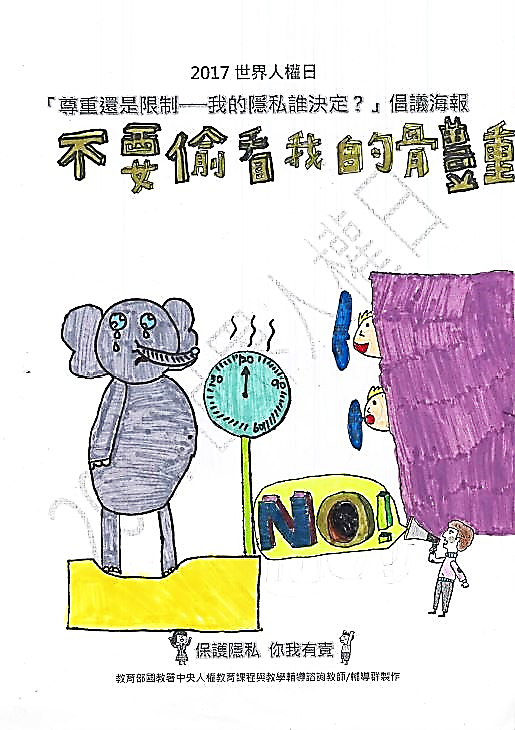 2017 世界人權日
「尊重還是限制──我的隱私誰決定？」倡議海報
不要偷看我的體重
NO!
保護隱私 你我有責
教育部國教署中央人權教育課程與教學輔導諮詢教師/輔導群製作